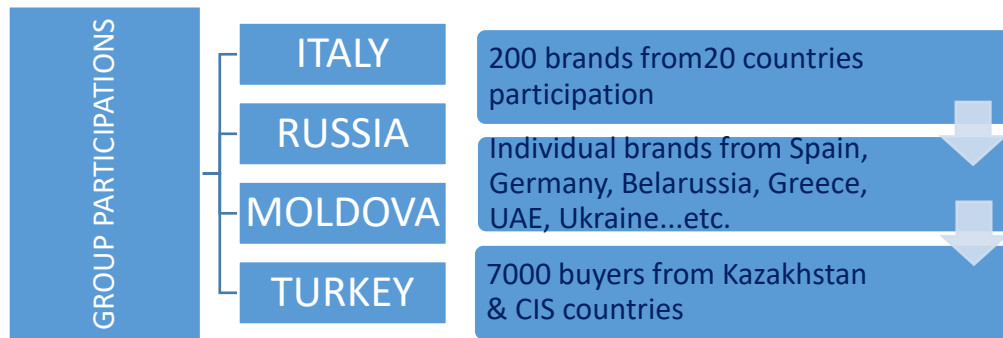 GROUP PARTICIPATIONS
ITALY
RUSSIA
MOLDOVA
TURKEY
200 brands from20 countries
participation
Individual brands from Spain,
Germany, Belarussia, Greece,
UAE, Ukraine...etc.
7000 buyers from Kazakhstan
& CIS countries